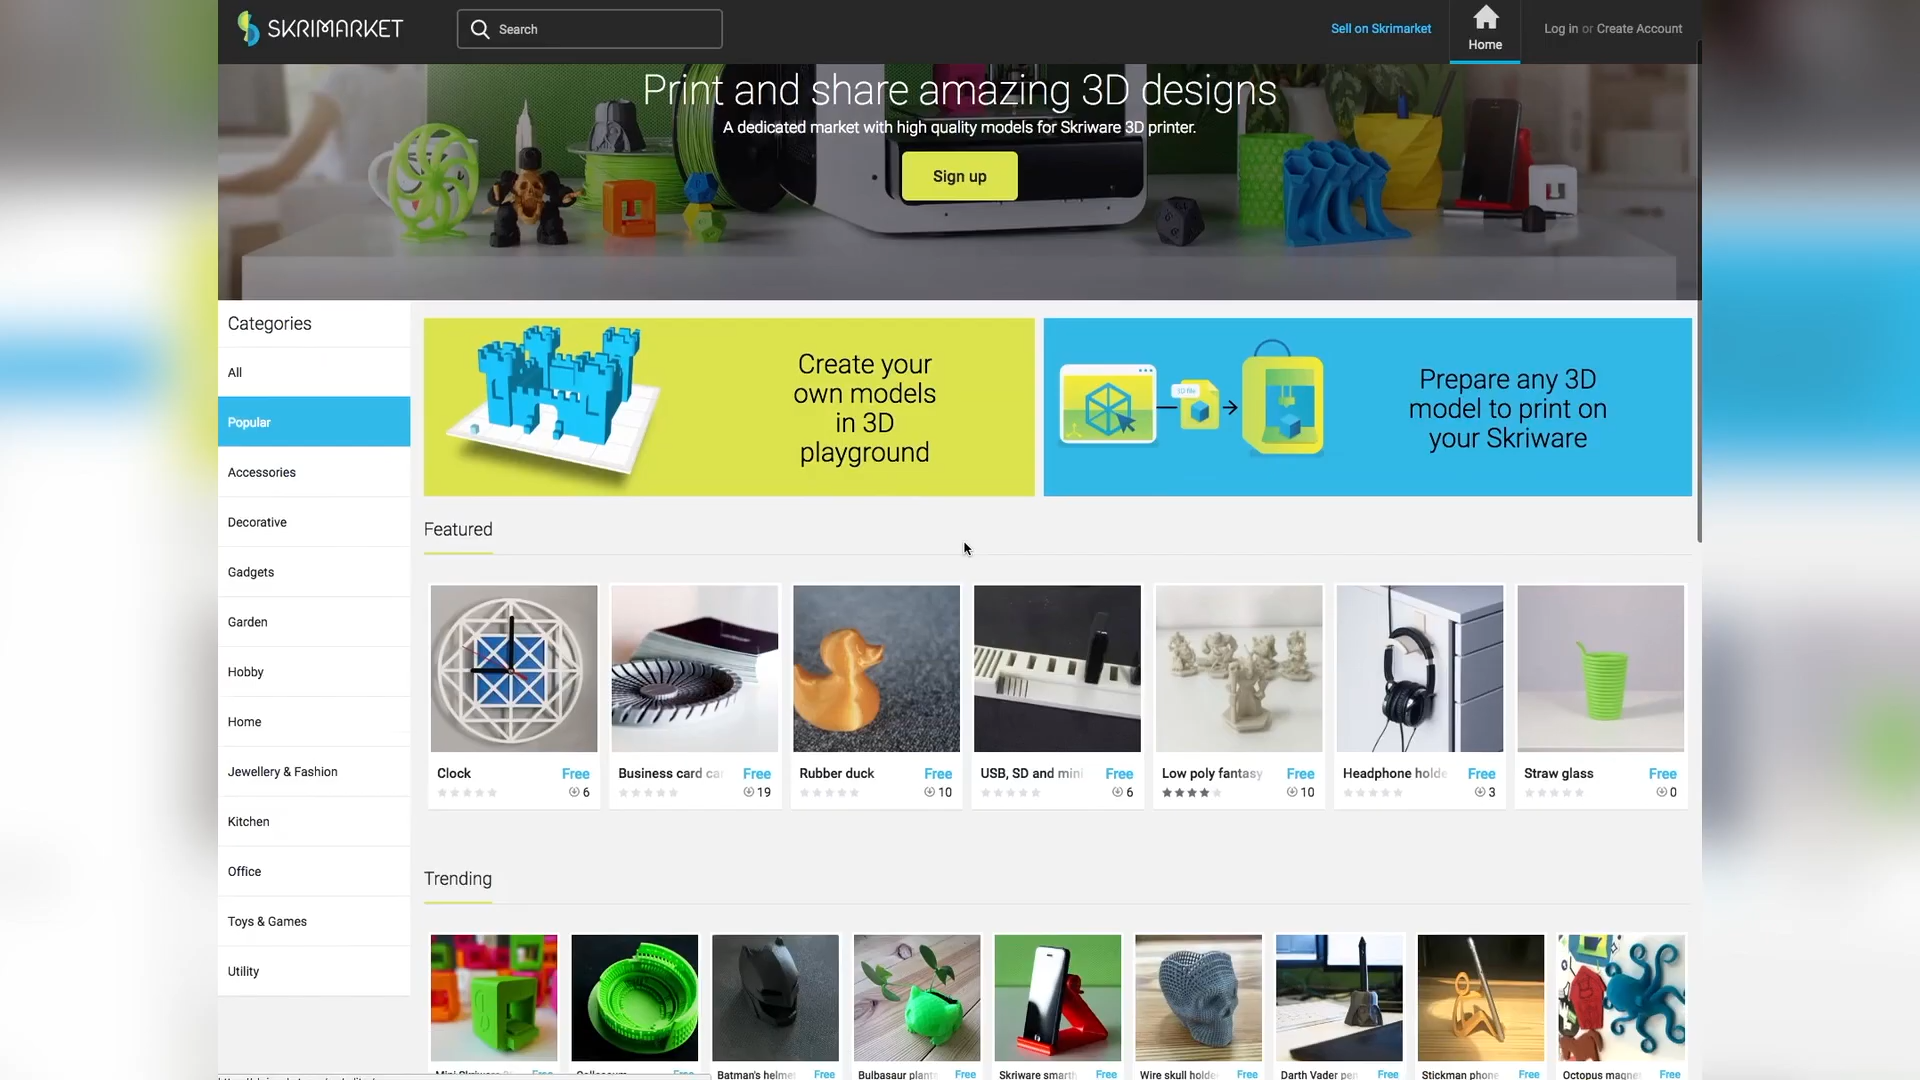 SKRIMARKET
Search
Sell on Skrimarket
Home
Log in or Create Account
Print and share amazing 3D designs
A dedicated market with high quality models for Skriware 3D printer.
Sign up
Categories
All
Popular
Accessories
Decorative
Gadgets
Garden
Hobby
Home
Jewellery & Fashion
Kitchen
Office
Toys & Games
Utility
Create your
own models
in 3D
playground
3D file
Prepare any 3D
model to print on
your Skriware
Featured
Clock Free
6
Business card Free
19
Rubber duck Free
10
USB, SD and mini Free
6
Low poly fantasy Free
10
Headphone holde Free
3
Straw glass Free
0
Trending
Mini Free
Free
Batman's helme Free
Bulbasaur plant Free
Skriware smart Free
Wire skull holde Free
Darth Vader pen Free
Stickman phone Free
Octopus magne Free